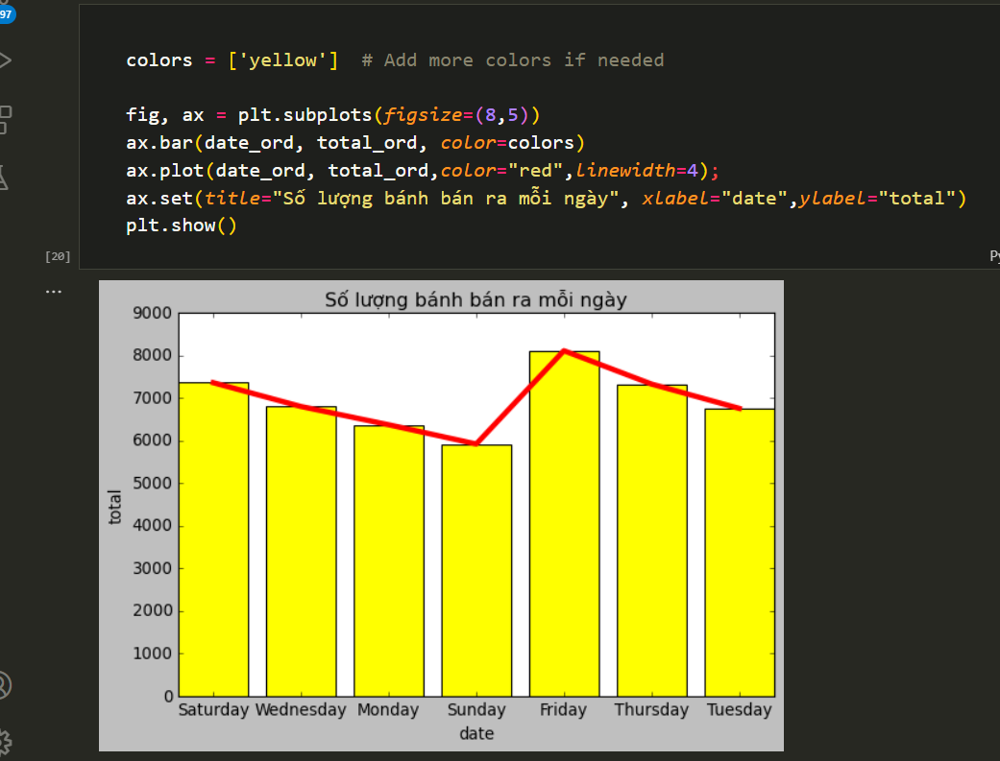 97
colors = ['yellow']  # Add more colors if needed
fig, ax = plt.subplots(figsize=(8,5))
ax.bar(date_ord, total_ord, color=colors)
ax.plot(date_ord, total_ord,color="red",linewidth=4);
ax.set(title="Số lượng bánh bán ra mỗi ngày", xlabel="date",ylabel="total")
plt.show()
[20]
...
Số lượng bánh bán ra mỗi ngày
9000
8000
7000
6000
5000
4000
3000
2000
1000
0
total
Saturday Wednesday Monday Sunday Friday Thursday Tuesday
date